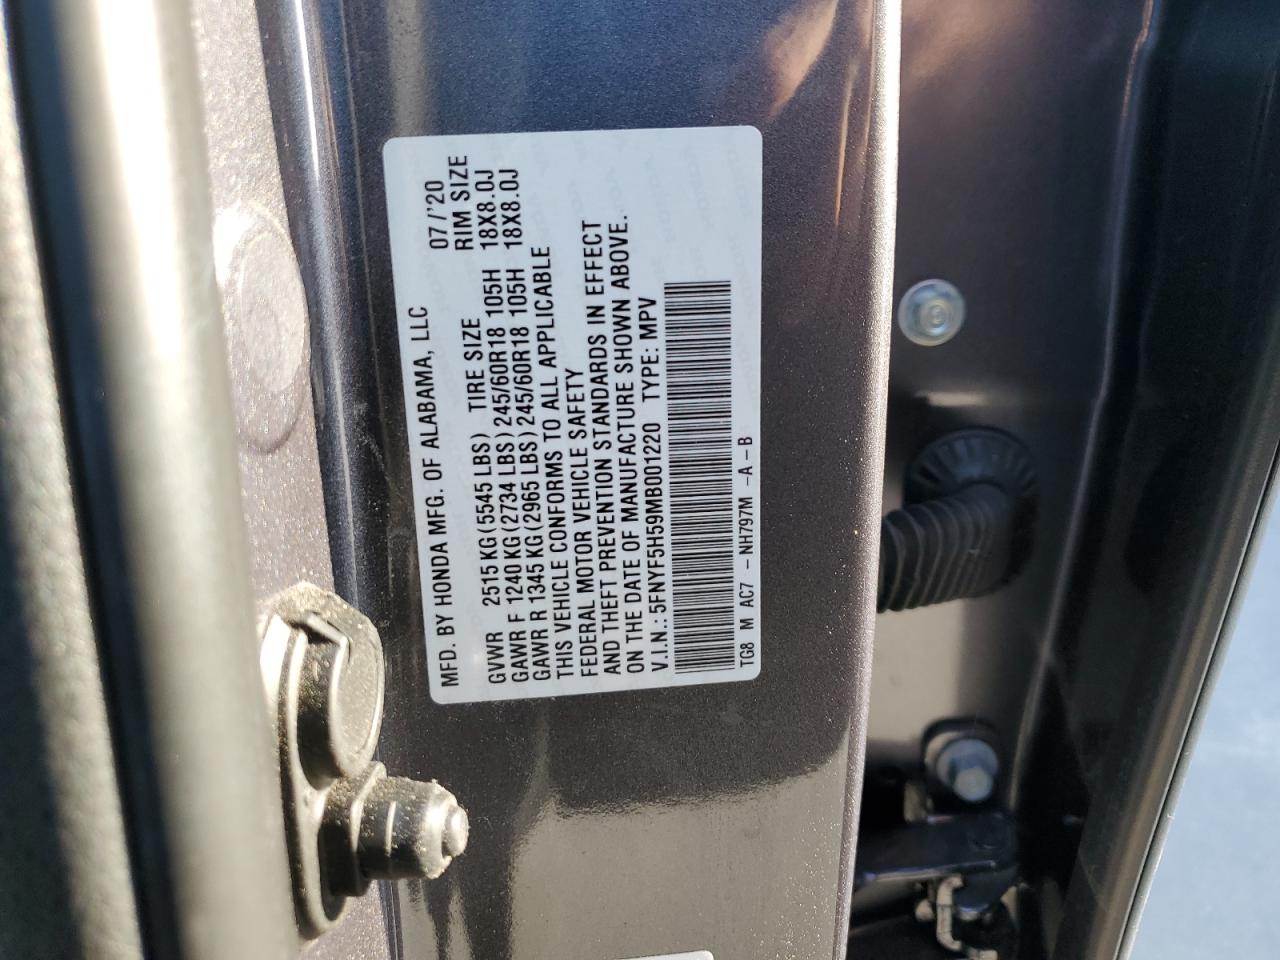 MFD. BY HONDA MFG. OF ALABAMA, LLC 07/'20
GVWR 2515 KG (5545 LBS) TIRE SIZE RIM SIZE
GAWR F 1240 KG (2734 LBS) 245/60R18 105H 18X8.0J
GAWR R 1345 KG (2965 LBS) 245/60R18 105H 18X8.0J
THIS VEHICLE CONFORMS TO ALL APPLICABLE
FEDERAL MOTOR VEHICLE SAFETY
AND THEFT PREVENTION STANDARDS IN EFFECT
ON THE DATE OF MANUFACTURE SHOWN ABOVE.
V.I.N.: 5FNYF5H59MB001220 TYPE: MPV
TG8 M AC7 - NH797M -A -B